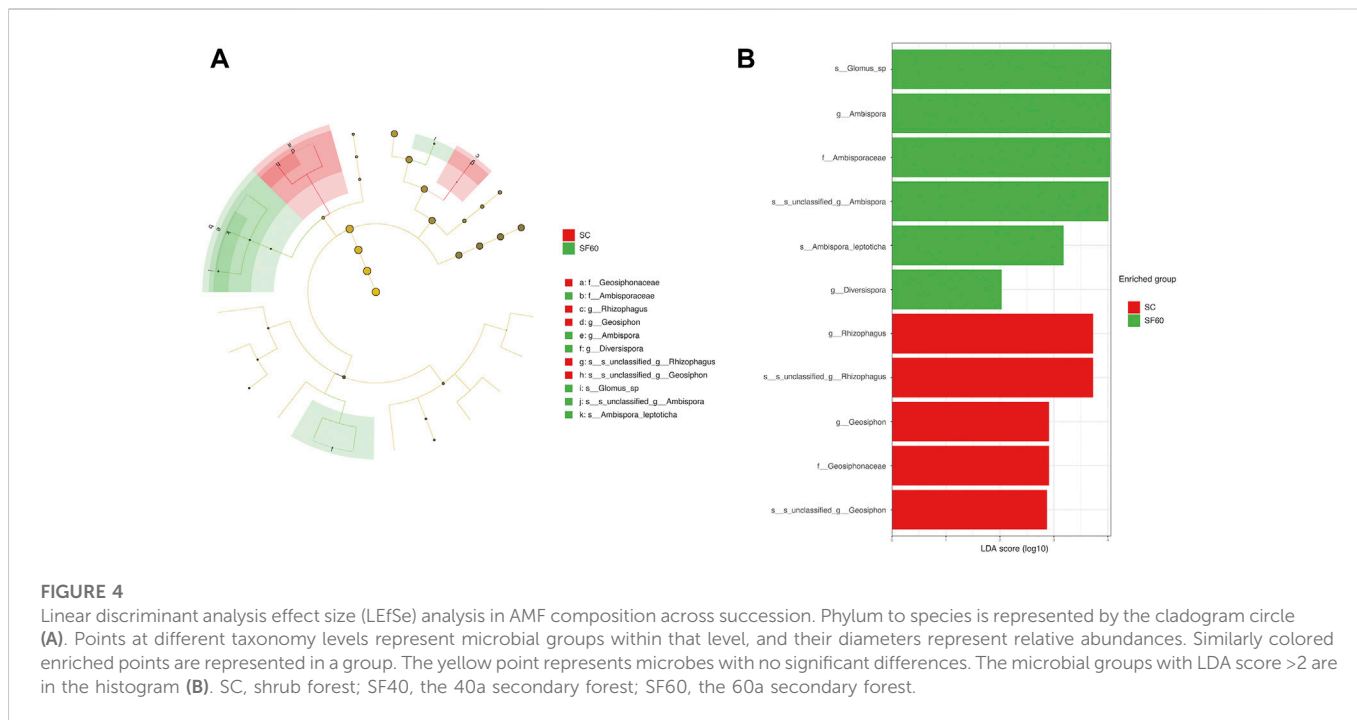 A
B
SC
SF60
a: f__Geosiphonaceae
b: f__Ambisporaceae
c: g__Rhizophagus
d: g__Geosiphon
e: g__Ambispora
f: g__Diversispora
g: s__s_unclassified_g__Rhizophagus
h: s__s_unclassified_g__Geosiphon
i: s__Glomus_sp
j: s__s_unclassified_g__Ambispora
k: s__Ambispora_leptoticha
s__Glomus_sp
g__Ambispora
f__Ambisporaceae
s__s_unclassified_g__Ambispora
s__Ambispora_leptoticha
g__Diversispora
g__Rhizophagus
s__s_unclassified_g__Rhizophagus
g__Geosiphon
f__Geosiphonaceae
s__s_unclassified_g__Geosiphon
0 1 2 3 4
LDA score (log10)
Enriched group
SC
SF60
FIGURE 4
Linear discriminant analysis effect size (LEfSe) analysis in AMF composition across succession. Phylum to species is represented by the cladogram circle
(A). Points at different taxonomy levels represent microbial groups within that level, and their diameters represent relative abundances. Similarly colored
enriched points are represented in a group. The yellow point represents microbes with no significant differences. The microbial groups with LDA score >2 are
in the histogram (B). SC, shrub forest; SF40, the 40a secondary forest; SF60, the 60a secondary forest.